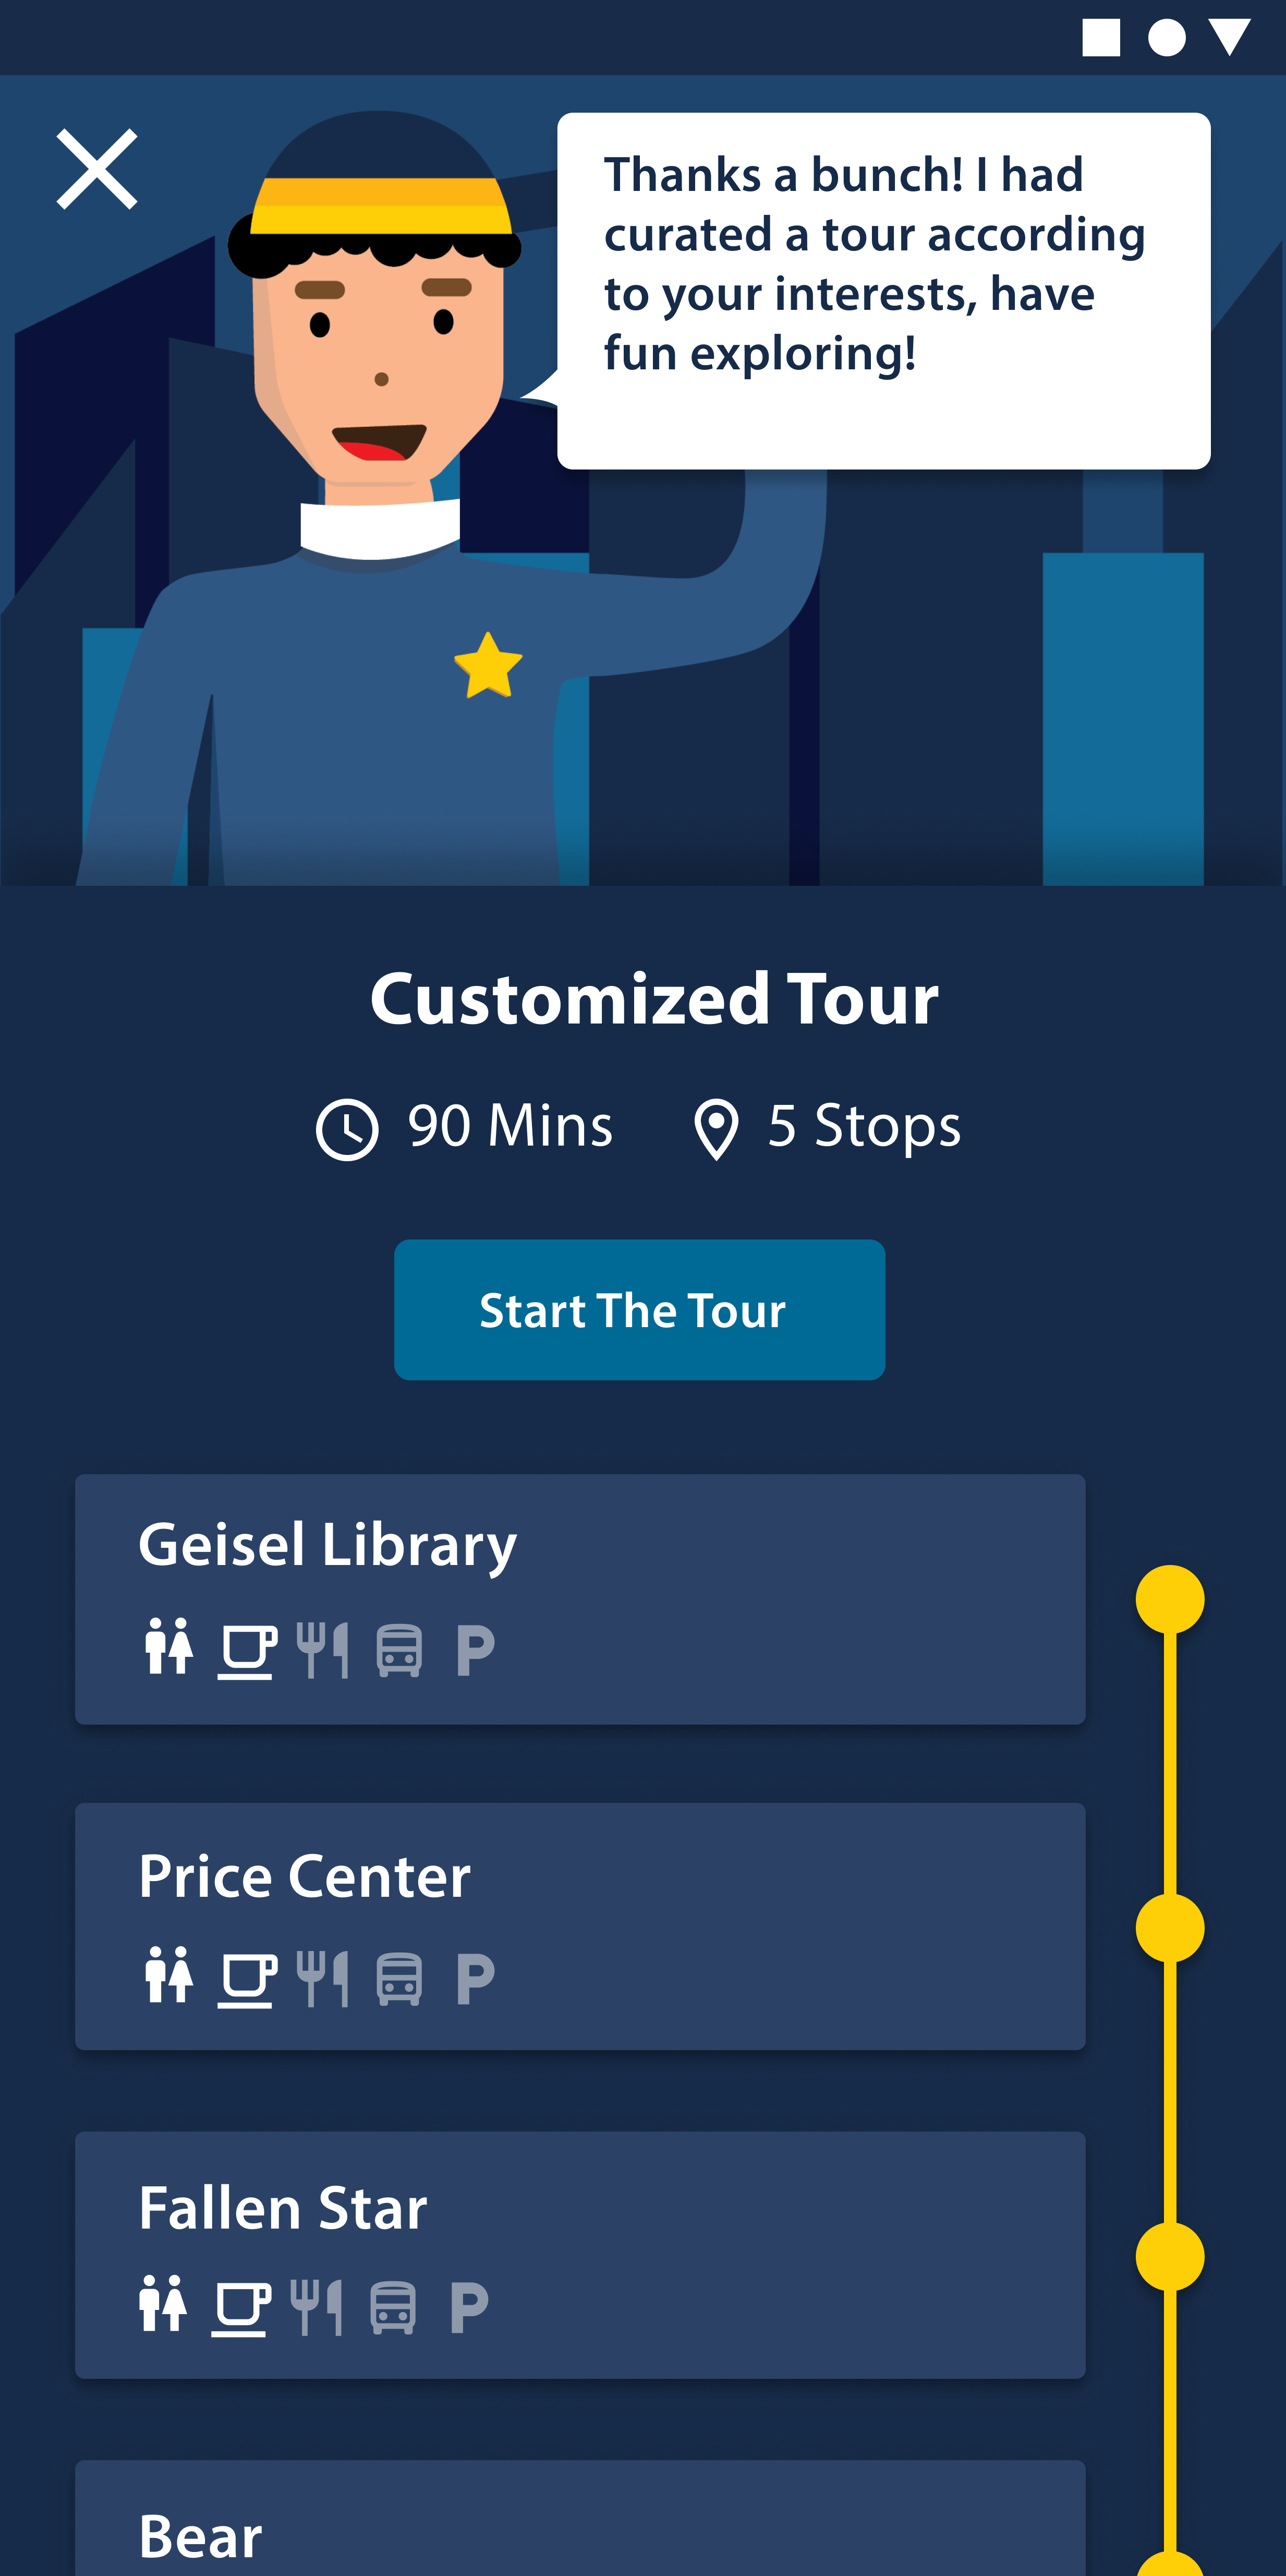 Thanks a bunch! I had
curated a tour according
to your interests, have
fun exploring!
Customized Tour
90 Mins 5 Stops
Start The Tour
Geisel Library
P
Price Center
P
Fallen Star
P
Bear